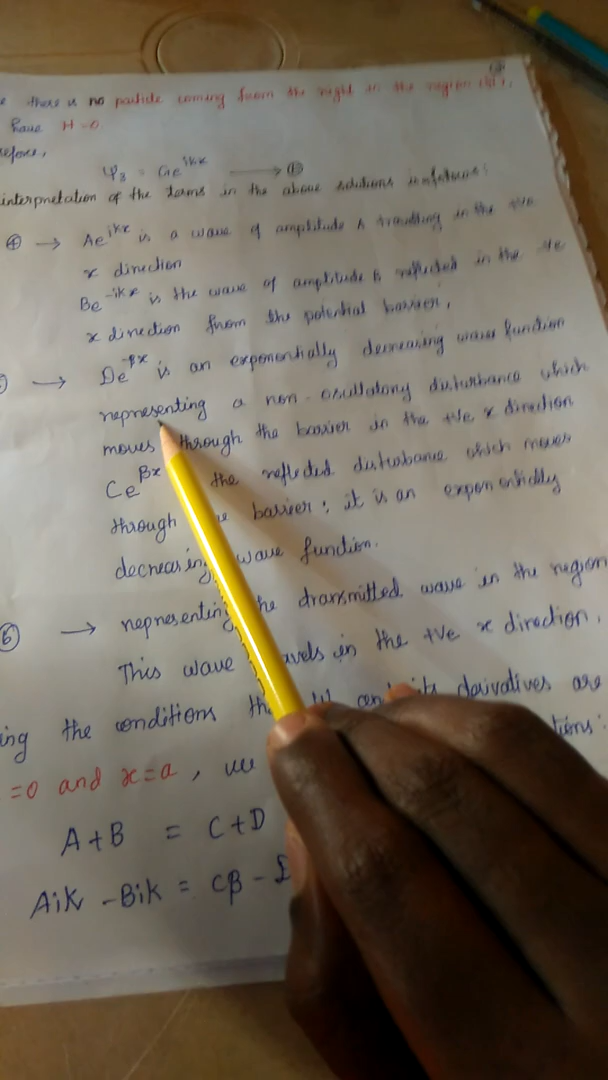 there is no particle coming from the right in the region
have H=0
ψ3 = Ge^ikx
interpretation of the terms in the above solutions is as follows:
④ → Ae^ikx is a wave of amplitude A travelling in the +ve
x direction
Be^-ikx is the wave of amplitude B reflected in the -ve
x direction from the potential barrier,
→ De^-βx is an exponentially decreasing wave function
representing a non-oscillatory disturbance which
moves through the barrier in the +ve x direction
Ce^βx the reflected disturbance which moves
through barrier; it is an exponentially
decreasing wave function.
⑥ → representing the transmitted wave in the region
This wave in the +ve x direction.
ing the conditions derivatives are
=0 and x=a, we tions:
A+B = C+D
Aik - Bik = Cβ -